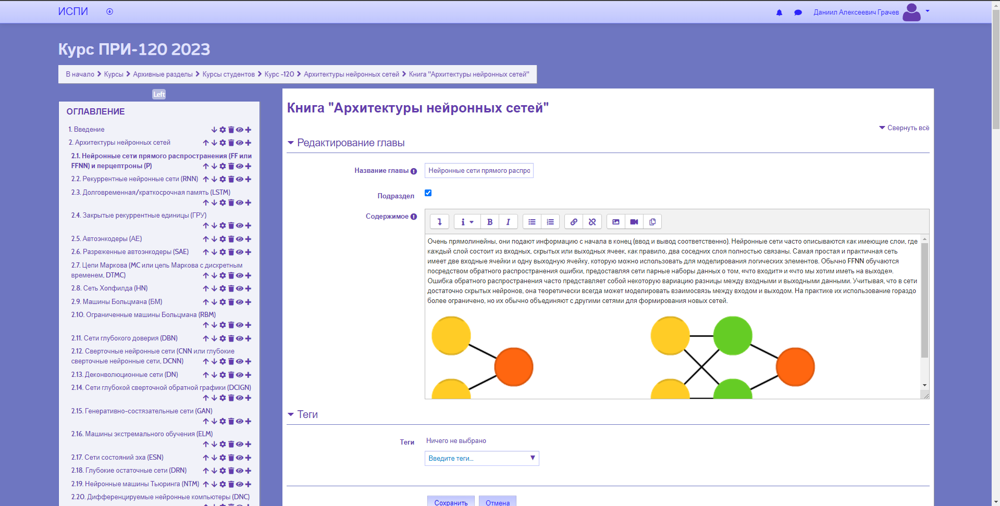 ИСПИ
Даниил Алексеевич Грачев
Курс ПРИ-120 2023
В начало Курсы Архивные разделы Курсы студентов Курс -120 Архитектуры нейронных сетей Книга "Архитектуры нейронных сетей"
Left
ОГЛАВЛЕНИЕ
1. Введение
2. Архитектуры нейронных сетей
2.1. Нейронные сети прямого распространения (FF или
FFNN) и перцептроны (P)
2.2. Рекуррентные нейронные сети (RNN)
2.3. Долговременная/краткосрочная память (LSTM)
2.4. Закрытые рекуррентные единицы (ГРУ)
2.5. Автоэнкодеры (AE)
2.6. Разреженные автоэнкодеры (SAE)
2.7. Цепи Маркова (MC или цепь Маркова с дискретным
временем, DTMC)
2.8. Сеть Хопфилда (HN)
2.9. Машины Больцмана (БМ)
2.10. Ограниченные машины Больцмана (RBM)
2.11. Сети глубокого доверия (DBN)
2.12. Сверточные нейронные сети (CNN или глубокие
сверточные нейронные сети, DCNN)
2.13. Деконволюционные сети (DN)
2.14. Сети глубокой сверточной обратной графики (DCIGN)
2.15. Генеративно-состязательные сети (GAN)
2.16. Машины экстремального обучения (ELM)
2.17. Сети состояний эха (ESN)
2.18. Глубокие остаточные сети (DRN)
2.19. Нейронные машины Тьюринга (NTM)
2.20. Дифференцируемые нейронные компьютеры (DNC)
Книга "Архитектуры нейронных сетей"
Свернуть всё
Редактирование главы
Название главы
Нейронные сети прямого распро
Подраздел
Содержимое
B I
Очень прямолинейны, они подают информацию с начала в конец (ввод и вывод соответственно). Нейронные сети часто описываются как имеющие слои, где
каждый слой состоит из входных, скрытых или выходных ячеек, как правило, два соседних слоя полностью связаны. Самая простая и практичная сеть
имеет две входные ячейки и одну выходную ячейку, которую можно использовать для моделирования логических элементов. Обычно FFNN обучаются
посредством обратного распространения ошибки, предоставляя сети парные наборы данных о том, «что входит» и «что мы хотим иметь на выходе».
Ошибка обратного распространения часто представляет собой некоторую вариацию разницы между входными и выходными данными. Учитывая, что в сети
достаточно скрытых нейронов, она теоретически всегда может моделировать взаимосвязь между входом и выходом. На практике их использование гораздо
более ограничено, но их обычно объединяют с другими сетями для формирования новых сетей.
Теги
Теги
Ничего не выбрано
Введите теги...
Сохранить
Отмена